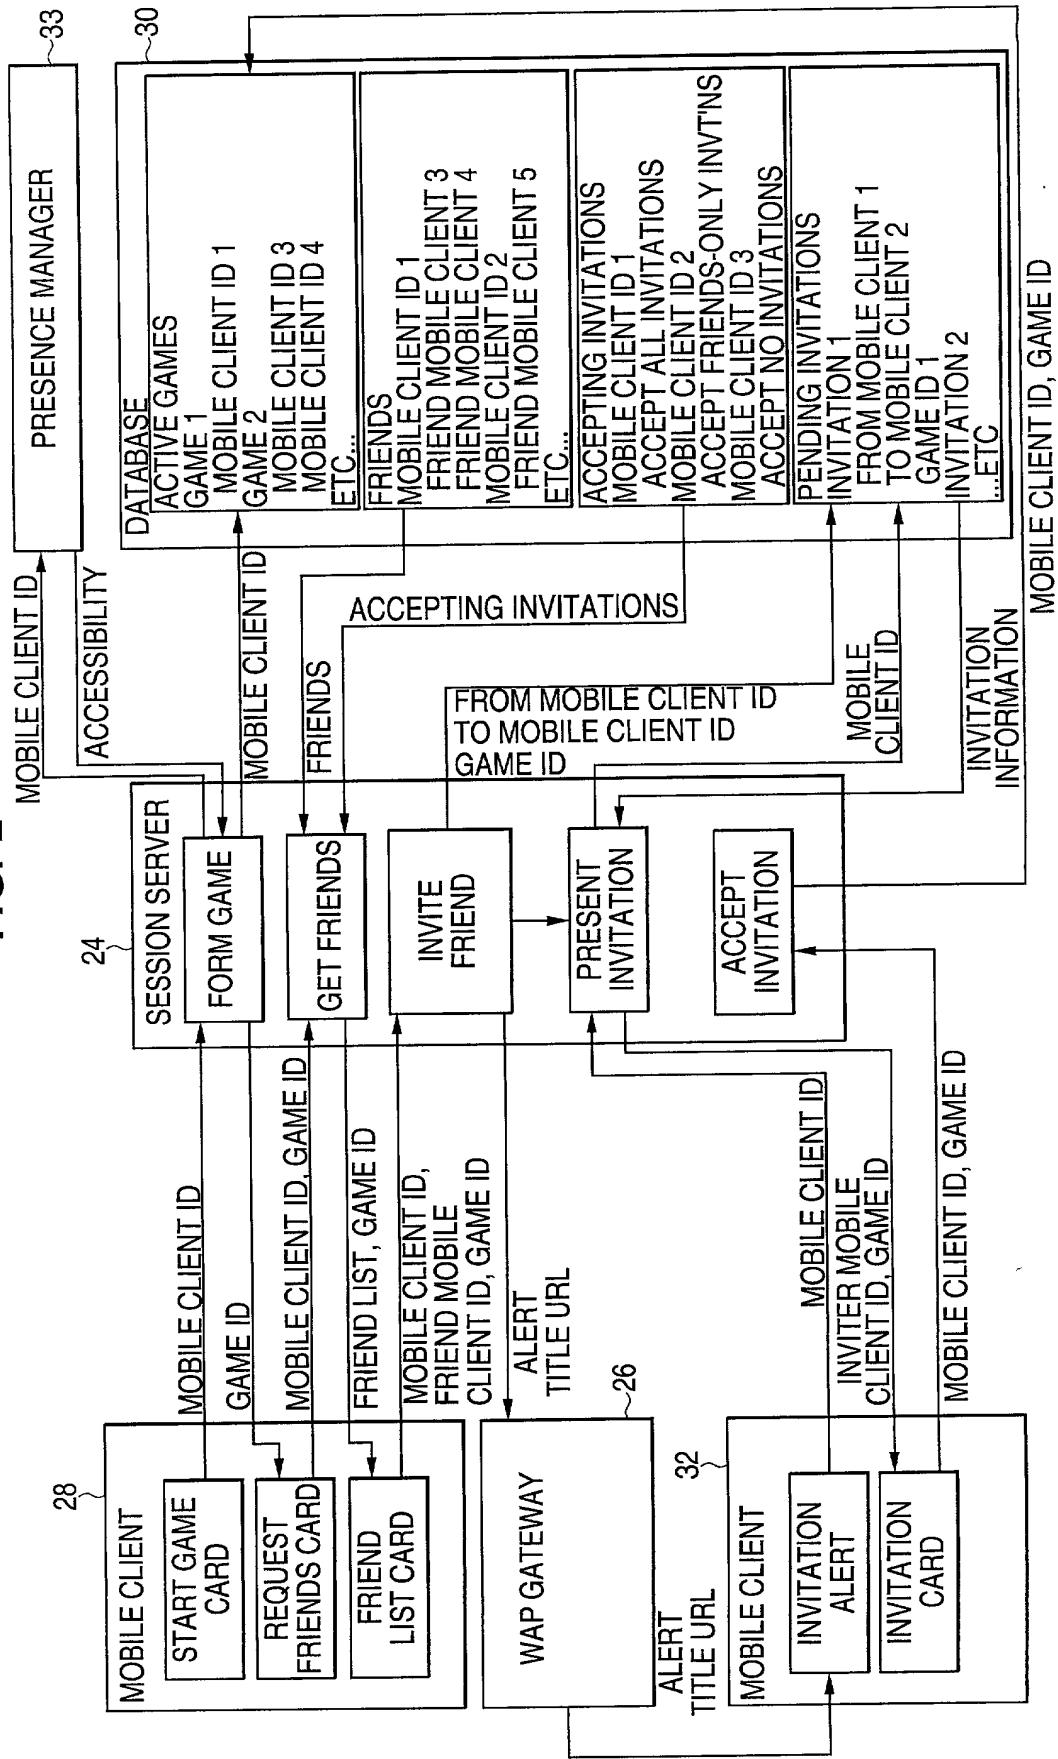 28
MOBILE CLIENT
START GAME
CARD
REQUEST
FRIENDS CARD
FRIEND
LIST CARD
WAP GATEWAY
26
ALERT
TITLE URL
32
MOBILE CLIENT
INVITATION
ALERT
INVITATION
CARD
MOBILE CLIENT ID
GAME ID
MOBILE CLIENT ID, GAME ID
FRIEND LIST, GAME ID
MOBILE CLIENT ID,
FRIEND MOBILE
CLIENT ID, GAME ID
ALERT
TITLE URL
MOBILE CLIENT ID
INVITER MOBILE
CLIENT ID, GAME ID
MOBILE CLIENT ID, GAME ID
24
SESSION SERVER
FORM GAME
GET FRIENDS
INVITE
FRIEND
PRESENT
INVITATION
ACCEPT
INVITATION
MOBILE CLIENT ID
ACCESSIBILITY
MOBILE CLIENT ID
FRIENDS
ACCEPTING INVITATIONS
FROM MOBILE CLIENT ID
TO MOBILE CLIENT ID
GAME ID
MOBILE
CLIENT ID
INVITATION
INFORMATION
MOBILE CLIENT ID, GAME ID
33
PRESENCE MANAGER
30
DATABASE
ACTIVE GAMES
GAME 1
MOBILE CLIENT ID 1
GAME 2
MOBILE CLIENT ID 3
MOBILE CLIENT ID 4
ETC...
FRIENDS
MOBILE CLIENT ID 1
FRIEND MOBILE CLIENT 3
FRIEND MOBILE CLIENT 4
MOBILE CLIENT ID 2
FRIEND MOBILE CLIENT 5
ETC...
ACCEPTING INVITATIONS
MOBILE CLIENT ID 1
ACCEPT ALL INVITATIONS
MOBILE CLIENT ID 2
ACCEPT FRIENDS-ONLY INVT'NS
MOBILE CLIENT ID 3
ACCEPT NO INVITATIONS
PENDING INVITATIONS
INVITATION 1
FROM MOBILE CLIENT 1
TO MOBILE CLIENT 2
GAME ID 1
INVITATION 2
...ETC